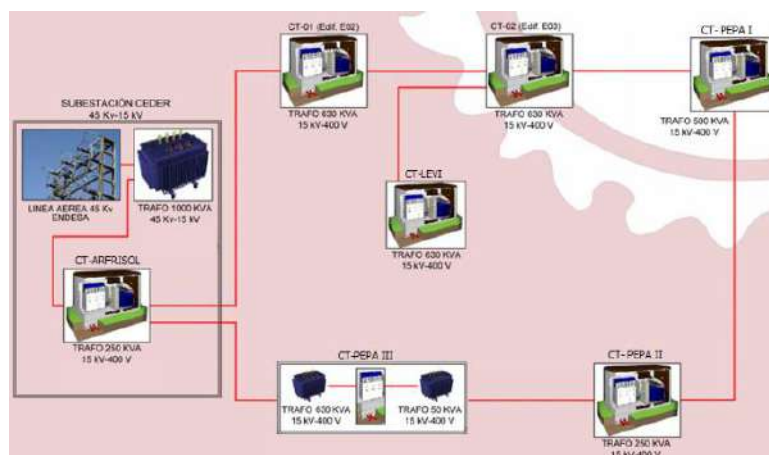 CT-01 (Edif. E02)
TRAFO 630 KVA
15 kV-400 V
CT-02 (Edif. E03)
TRAFO 630 KVA
15 kV-400 V
CT- PEPA I
TRAFO 500 KVA
15 kV-400 V
SUBESTACIÓN CEDER
45 Kv-15 kV
LINEA AEREA 45 Kv
ENDESA
TRAFO 1000 KVA
45 Kv-15 kV
CT-LEVI
TRAFO 630 KVA
15 kV-400 V
CT-ARFRISOL
TRAFO 250 KVA
15 kV-400 V
CT-PEPA III
TRAFO 630 KVA
15 kV-400 V
TRAFO 50 KVA
15 kV-400 V
CT- PEPA II
TRAFO 250 KVA
15 kV-400 V